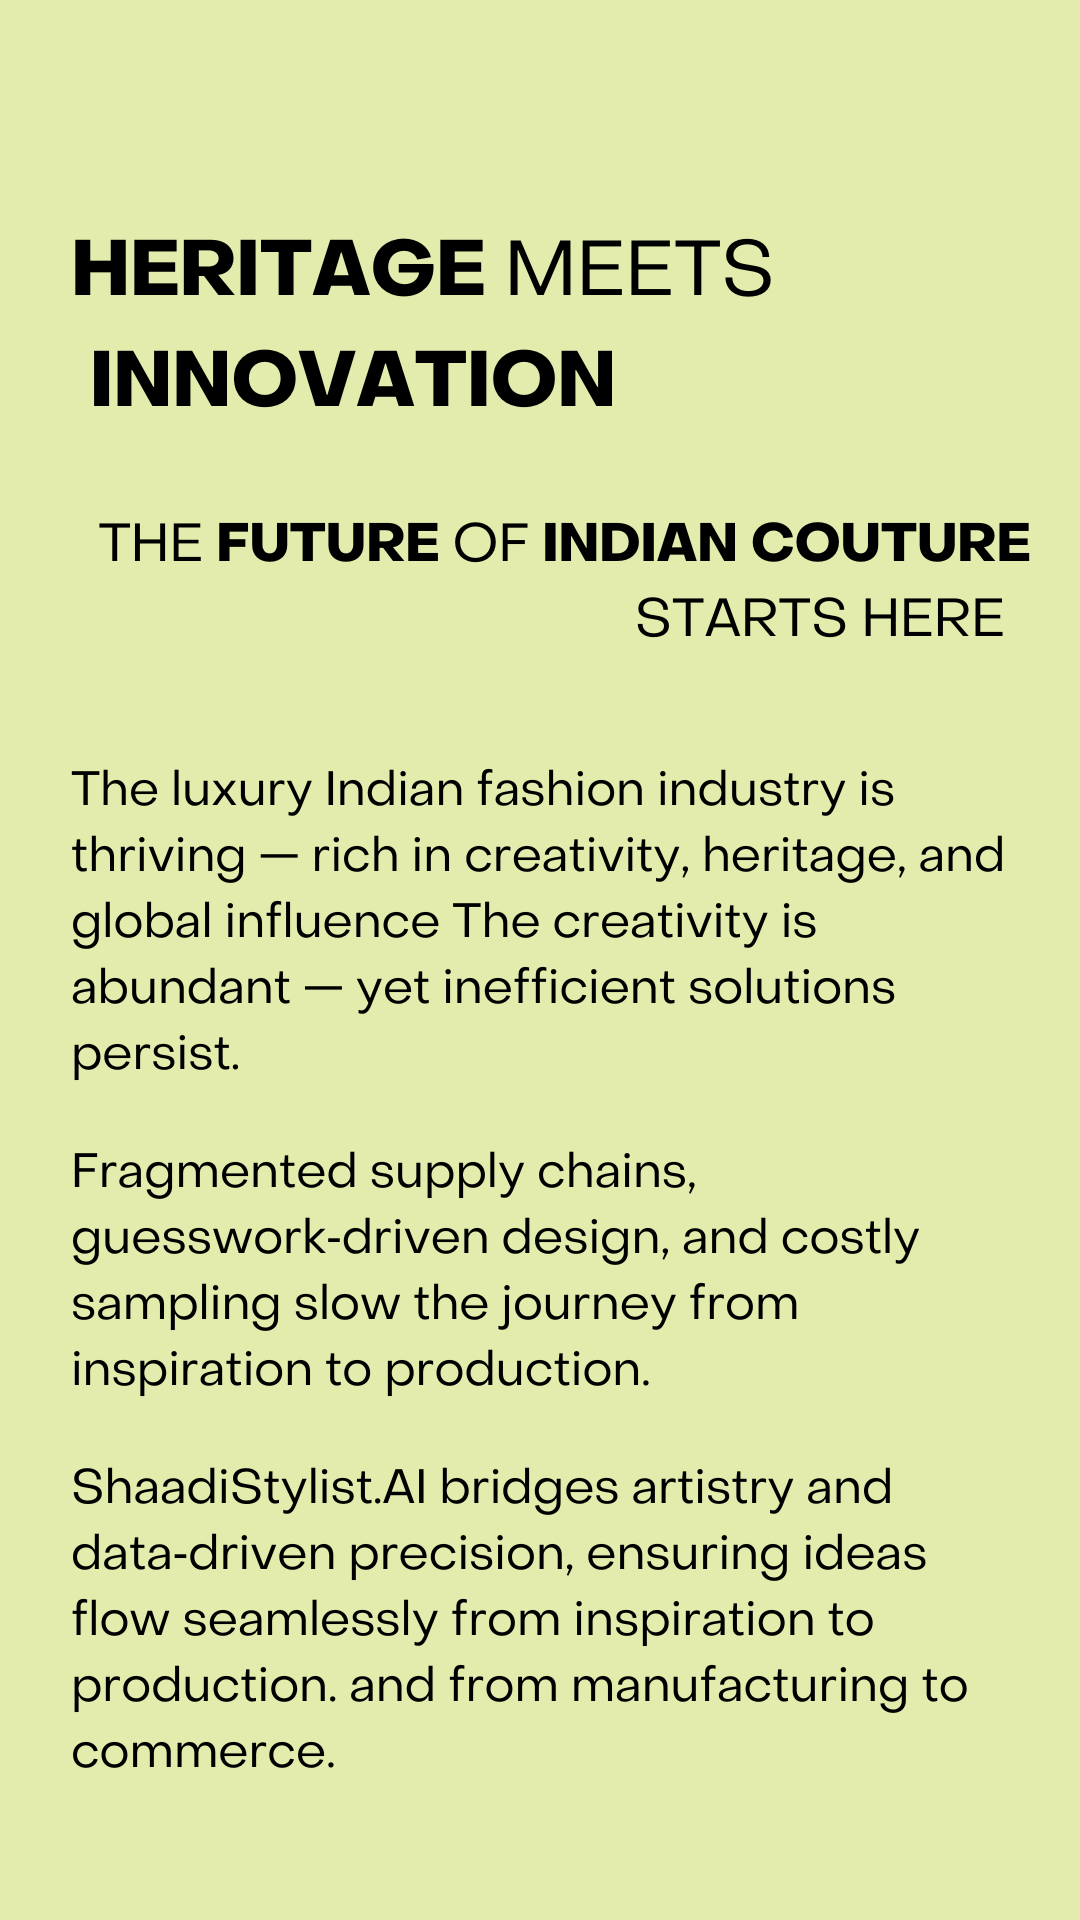 HERITAGE MEETS
INNOVATION
THE FUTURE OF INDIAN COUTURE
STARTS HERE
The luxury Indian fashion industry is
thriving — rich in creativity, heritage, and
global influence The creativity is
abundant — yet inefficient solutions
persist.
Fragmented supply chains,
guesswork-driven design, and costly
sampling slow the journey from
inspiration to production.
ShaadiStylist.AI bridges artistry and
data-driven precision, ensuring ideas
flow seamlessly from inspiration to
production. and from manufacturing to
commerce.